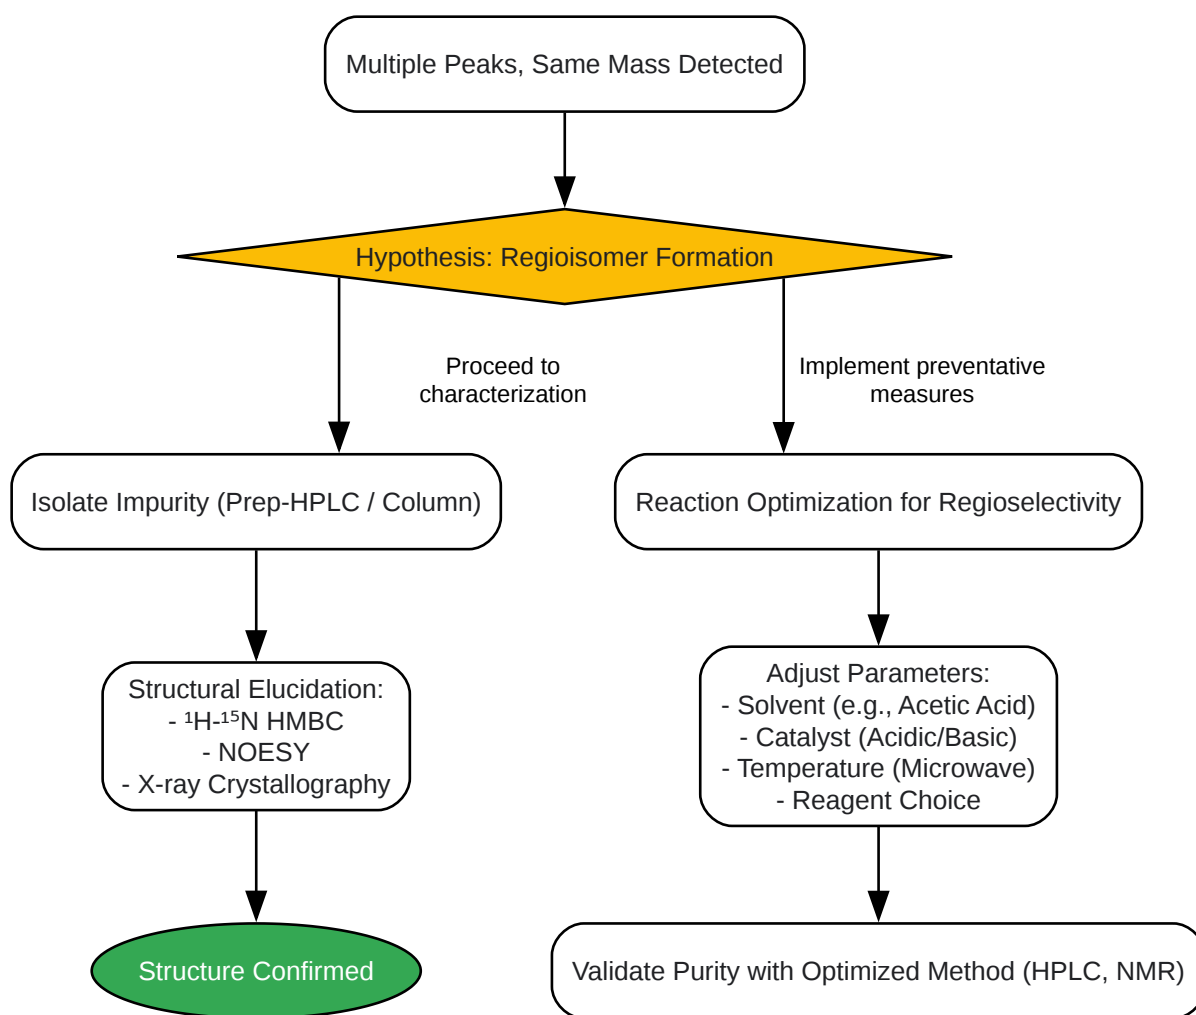 Multiple Peaks, Same Mass Detected
Hypothesis: Regioisomer Formation
Proceed to
characterization
Implement preventative
measures
Isolate Impurity (Prep-HPLC / Column)
Reaction Optimization for Regioselectivity
Structural Elucidation:
- ¹H-¹⁵N HMBC
- NOESY
- X-ray Crystallography
Adjust Parameters:
- Solvent (e.g., Acetic Acid)
- Catalyst (Acidic/Basic)
- Temperature (Microwave)
- Reagent Choice
Structure Confirmed
Validate Purity with Optimized Method (HPLC, NMR)